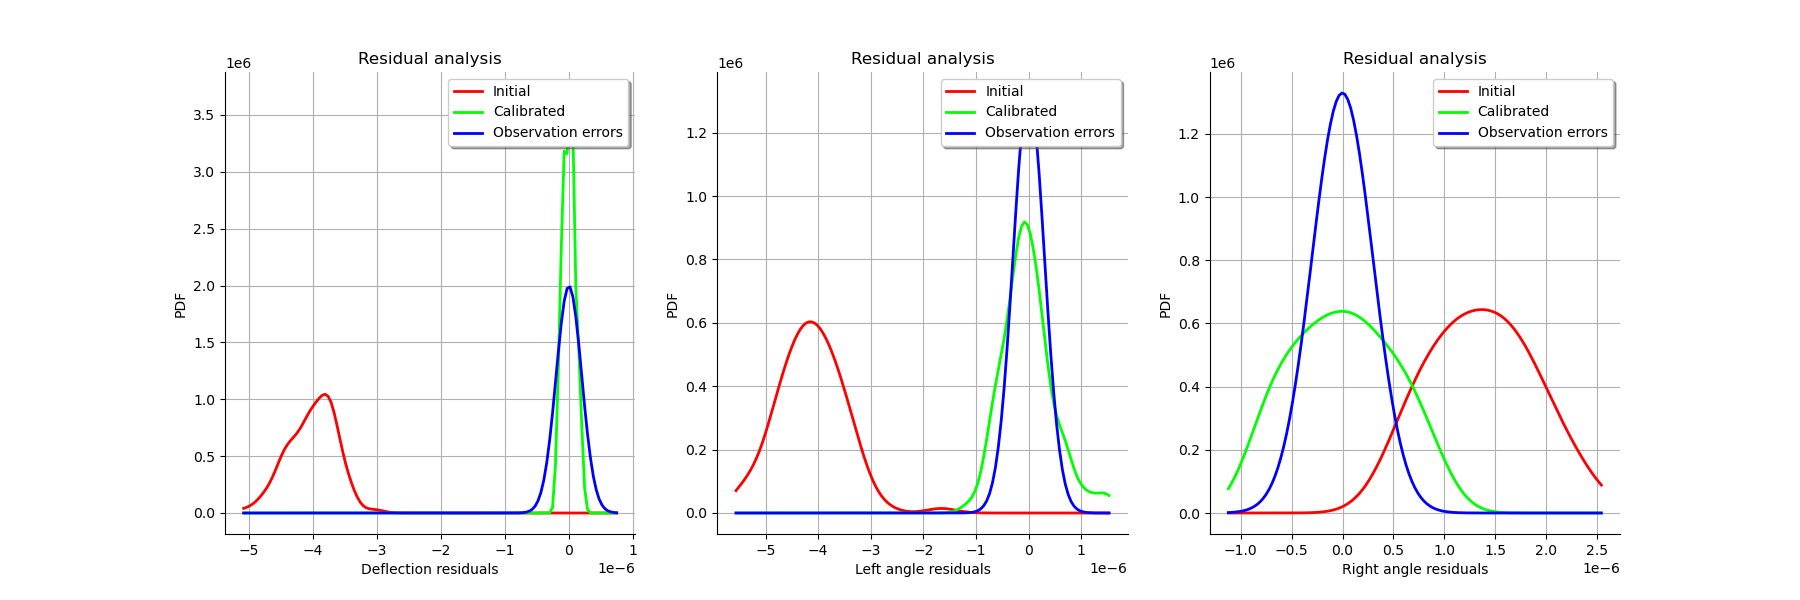 Residual analysis
1e6
Initial
Calibrated
Observation errors
3.5
3.0
2.5
2.0
1.5
1.0
0.5
0.0
PDF
−5 −4 −3 −2 −1 0 1
Deflection residuals
1e−6
Residual analysis
1e6
Initial
Calibrated
Observation errors
1.2
1.0
0.8
0.6
0.4
0.2
0.0
PDF
−5 −4 −3 −2 −1 0 1
Left angle residuals
1e−6
Residual analysis
1e6
Initial
Calibrated
Observation errors
1.2
1.0
0.8
0.6
0.4
0.2
0.0
PDF
−1.0 −0.5 0.0 0.5 1.0 1.5 2.0 2.5
Right angle residuals
1e−6